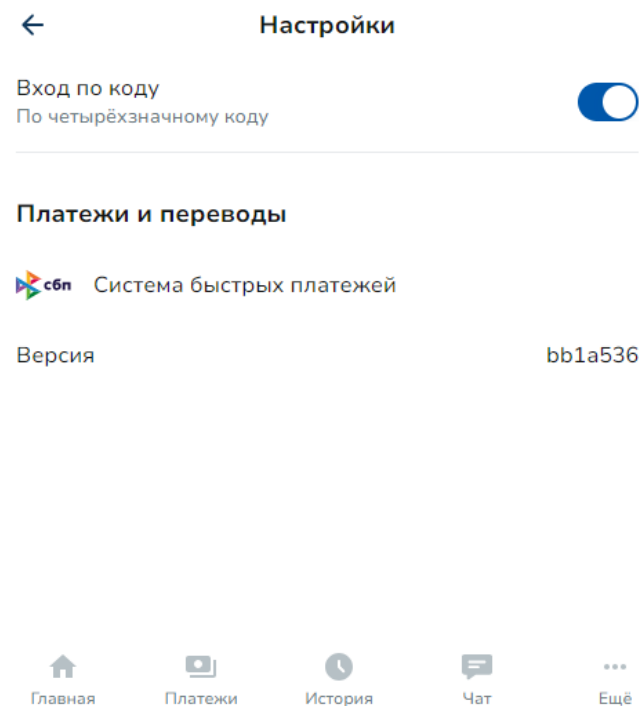 Настройки
Вход по коду
По четырёхзначному коду
Платежи и переводы
сбп Система быстрых платежей
Версия bb1a536
Главная Платежи История Чат Ещё